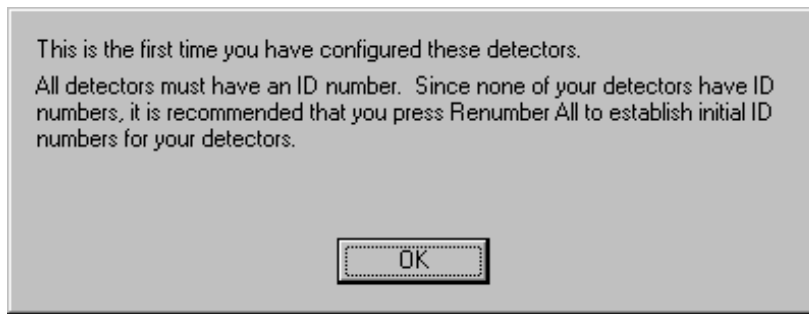 This is the first time you have configured these detectors.
All detectors must have an ID number.  Since none of your detectors have ID
numbers, it is recommended that you press Renumber All to establish initial ID
numbers for your detectors.
OK